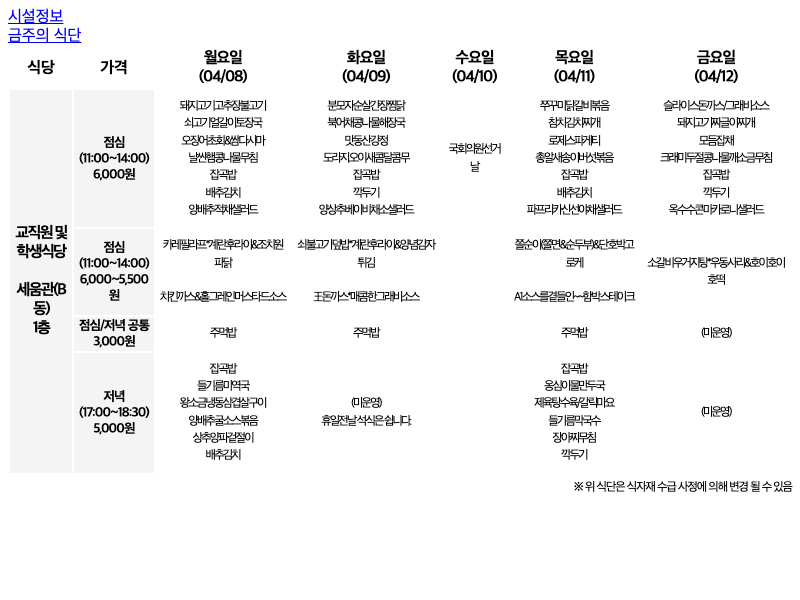 시설정보
금주의 식단
식당
가격
월요일
(04/08)
화요일
(04/09)
수요일
(04/10)
목요일
(04/11)
금요일
(04/12)
교직원 및
학생식당
세움관(B
동)
1층
점심
(11:00~14:00)
6,000원
돼지고기고추장불고기
쇠고기얼갈이토장국
오징어초회&쌈다시마
날씬햄콩나물무침
잡곡밥
배추김치
양배추적채샐러드
분모자순살간장찜닭
북어채콩나물해장국
맛동산강정
도라지오이새콤달콤무
잡곡밥
깍두기
양상추베이비채소샐러드
국회의원선거
날
쭈꾸미닭갈비볶음
참치김치찌개
로제스파게티
총알새송이버섯볶음
잡곡밥
배추김치
파프리카신선야채샐러드
슬라이스돈까스/그래비소스
돼지고기짜글이찌개
모듬잡채
크래미두절콩나물깨소금무침
잡곡밥
깍두기
옥수수콘마카로니샐러드
점심
(11:00~14:00)
6,000~5,500
원
카레필라프*계란후라이&조치원
파닭
치킨까스&홀그레인머스타드소스
쇠불고기덮밥*계란후라이&양념감자
튀김
王돈까스*매콤한그래비소스
쫄순이(쫄면&순두부)&단호박고
로케
A1소스를곁들인~~함박스테이크
소갈비우거지탕*우동사리&호이호이
호떡
점심/저녁 공통
3,000원
주먹밥
주먹밥
주먹밥
(미운영)
저녁
(17:00~18:30)
5,000원
잡곡밥
들기름미역국
왕소금냉동삼겹살구이
양배추굴소스볶음
상추양파겉절이
배추김치
(미운영)
휴일전날 석식은 쉽니다.
잡곡밥
옹심이물만두국
제육탕수육/갈릭마요
들기름막국수
장아찌무침
깍두기
(미운영)
※ 위 식단은 식자재 수급 사정에 의해 변경 될 수 있음